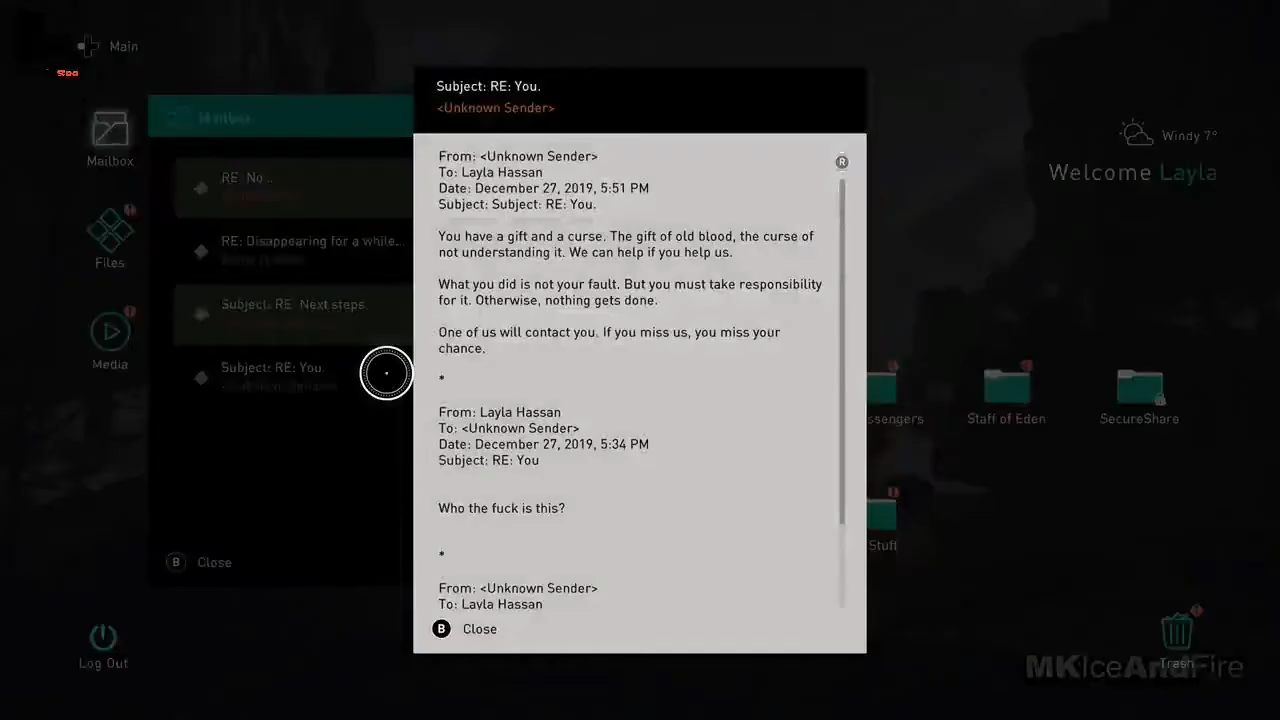 Main
Mailbox
Files
Media
Log Out
Mailbox
RE: No...
RE: Disappearing for a while...
Subject: RE: Next steps.
Subject: RE: You.
B Close
Subject: RE: You.
<Unknown Sender>
R
From: <Unknown Sender>
To: Layla Hassan
Date: December 27, 2019, 5:51 PM
Subject: Subject: RE: You.
You have a gift and a curse. The gift of old blood, the curse of
not understanding it. We can help if you help us.
What you did is not your fault. But you must take responsibility
for it. Otherwise, nothing gets done.
One of us will contact you. If you miss us, you miss your
chance.
*
From: Layla Hassan
To: <Unknown Sender>
Date: December 27, 2019, 5:34 PM
Subject: RE: You
Who the fuck is this?
*
From: <Unknown Sender>
To: Layla Hassan
B Close
Windy 7°
Welcome Layla
ssengers
Staff of Eden
SecureShare
Stuff
Trash
MKIceAndFire